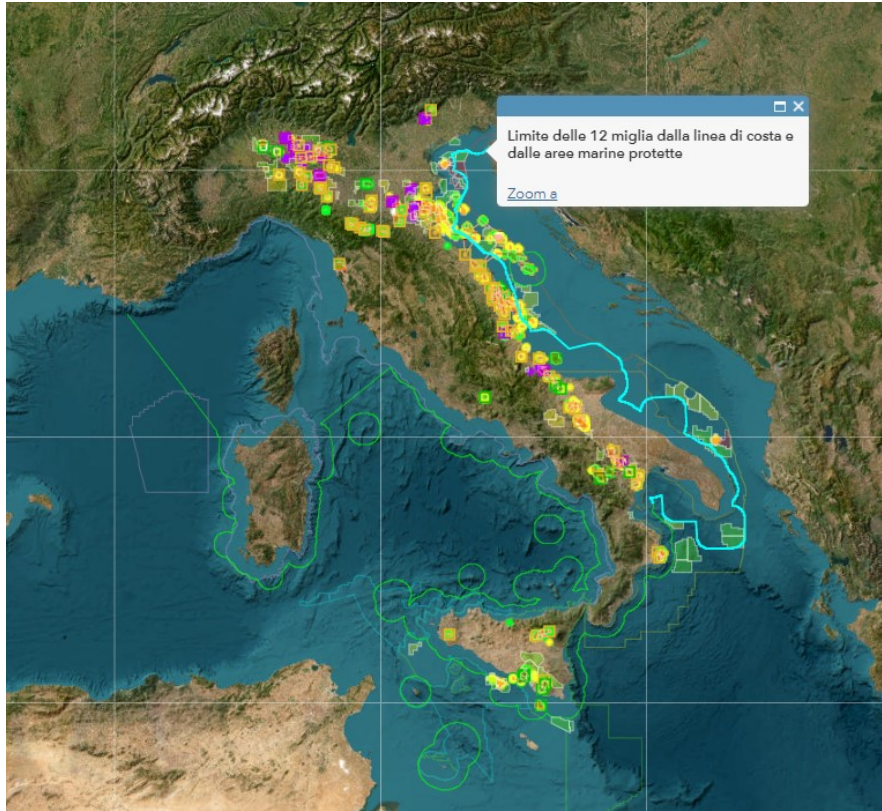 Limite delle 12 miglia dalla linea di costa e
dalle aree marine protette
Zoom a